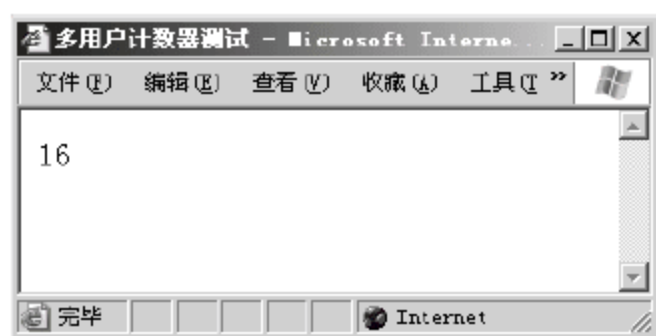 多用户计数器测试 - Microsoft Interne...
文件(F) 编辑(E) 查看(V) 收藏(A) 工具(T »
16
完毕 Internet